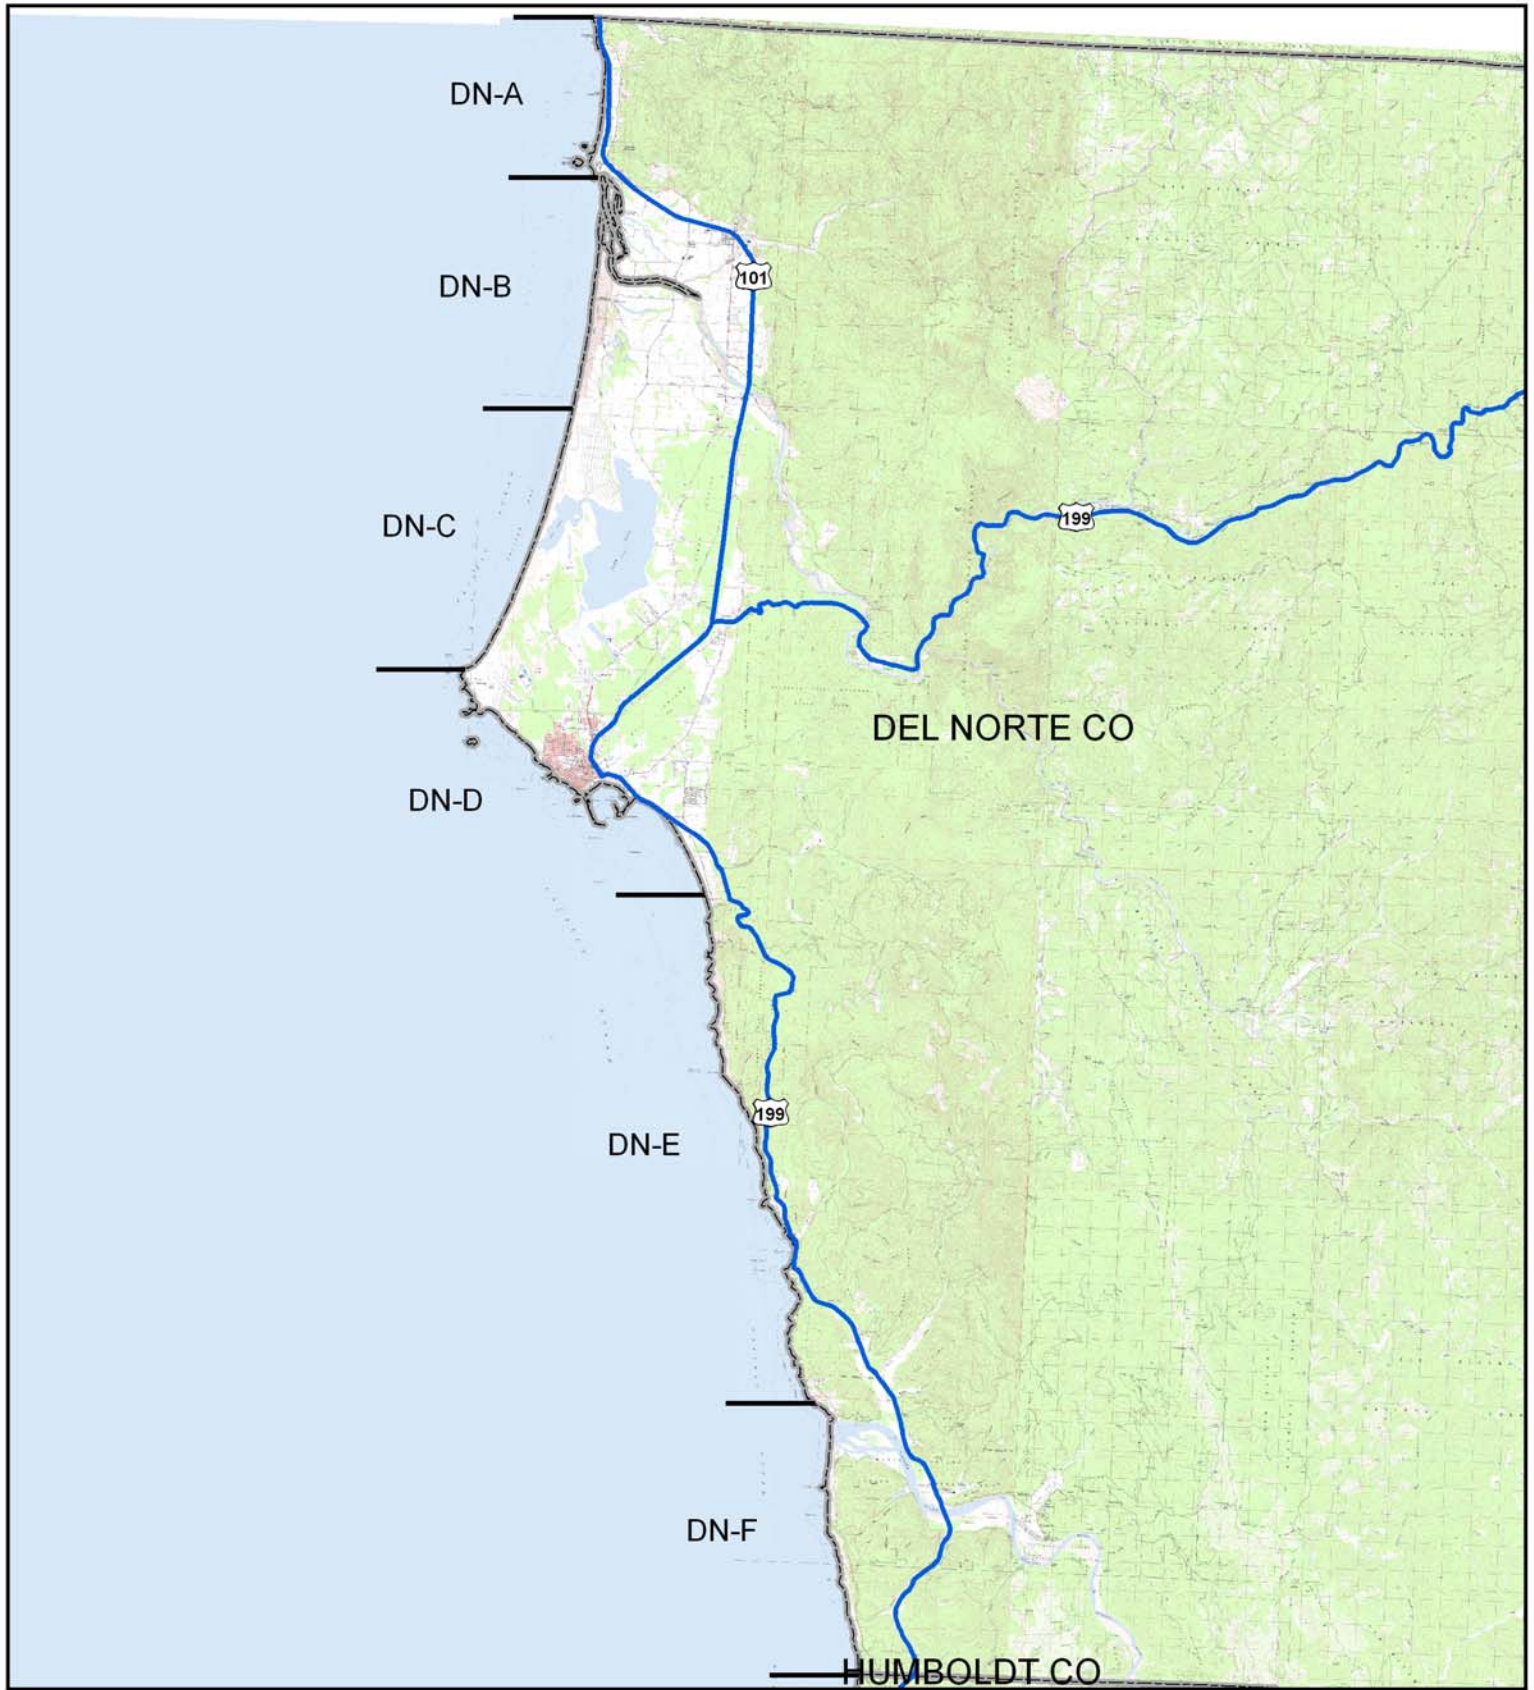 DN-A
DN-B
101
DN-C
199
DEL NORTE CO
DN-D
199
DN-E
DN-F
HUMBOLDT CO